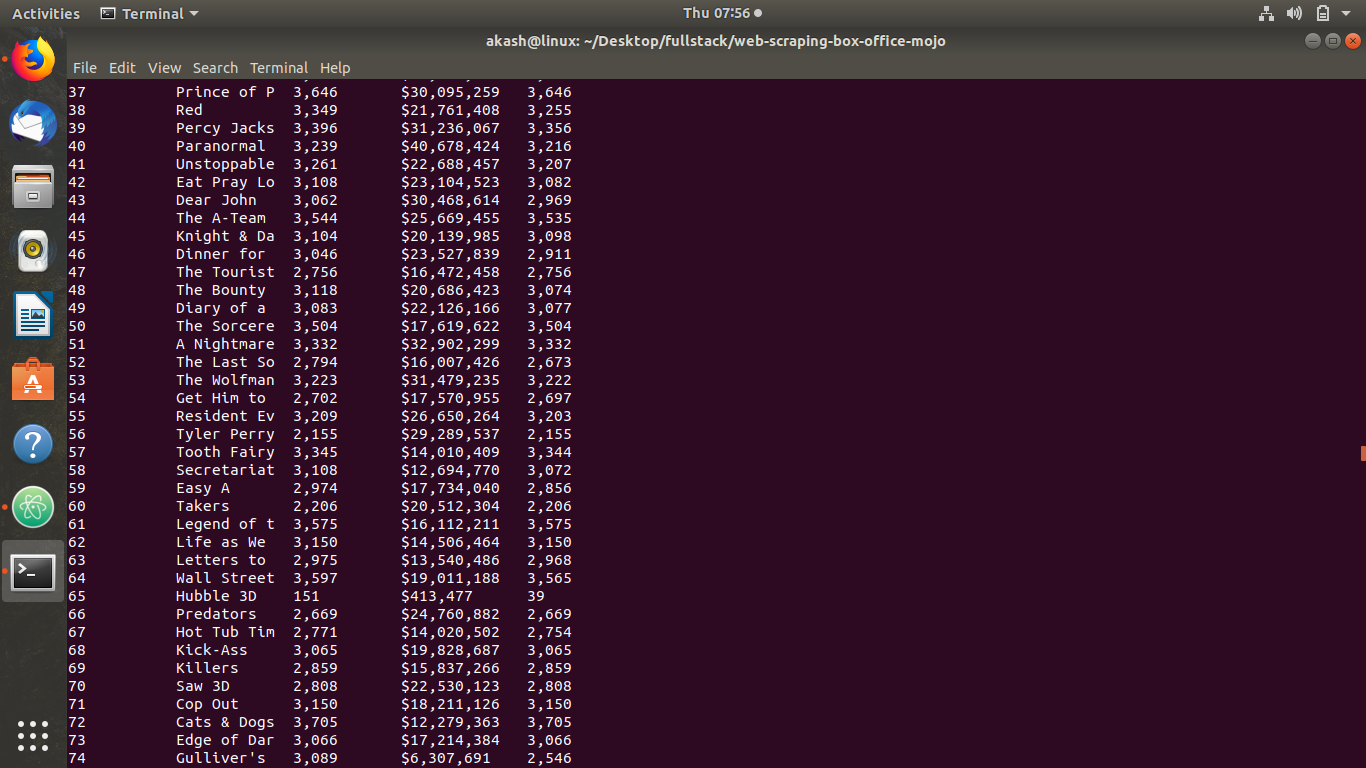 Activities Terminal Thu 07:56
akash@linux: ~/Desktop/fullstack/web-scraping-box-office-mojo
File Edit View Search Terminal Help
37 Prince of P 3,646 $30,095,259 3,646
38 Red 3,349 $21,761,408 3,255
39 Percy Jacks 3,396 $31,236,067 3,356
40 Paranormal 3,239 $40,678,424 3,216
41 Unstoppable 3,261 $22,688,457 3,207
42 Eat Pray Lo 3,108 $23,104,523 3,082
43 Dear John 3,062 $30,468,614 2,969
44 The A-Team 3,544 $25,669,455 3,535
45 Knight & Da 3,104 $20,139,985 3,098
46 Dinner for 3,046 $23,527,839 2,911
47 The Tourist 2,756 $16,472,458 2,756
48 The Bounty 3,118 $20,686,423 3,074
49 Diary of a 3,083 $22,126,166 3,077
50 The Sorcere 3,504 $17,619,622 3,504
51 A Nightmare 3,332 $32,902,299 3,332
52 The Last So 2,794 $16,007,426 2,673
53 The Wolfman 3,223 $31,479,235 3,222
54 Get Him to 2,702 $17,570,955 2,697
55 Resident Ev 3,209 $26,650,264 3,203
56 Tyler Perry 2,155 $29,289,537 2,155
57 Tooth Fairy 3,345 $14,010,409 3,344
58 Secretariat 3,108 $12,694,770 3,072
59 Easy A 2,974 $17,734,040 2,856
60 Takers 2,206 $20,512,304 2,206
61 Legend of t 3,575 $16,112,211 3,575
62 Life as We 3,150 $14,506,464 3,150
63 Letters to 2,975 $13,540,486 2,968
64 Wall Street 3,597 $19,011,188 3,565
65 Hubble 3D 151 $413,477 39
66 Predators 2,669 $24,760,882 2,669
67 Hot Tub Tim 2,771 $14,020,502 2,754
68 Kick-Ass 3,065 $19,828,687 3,065
69 Killers 2,859 $15,837,266 2,859
70 Saw 3D 2,808 $22,530,123 2,808
71 Cop Out 3,150 $18,211,126 3,150
72 Cats & Dogs 3,705 $12,279,363 3,705
73 Edge of Dar 3,066 $17,214,384 3,066
74 Gulliver's 3,089 $6,307,691 2,546